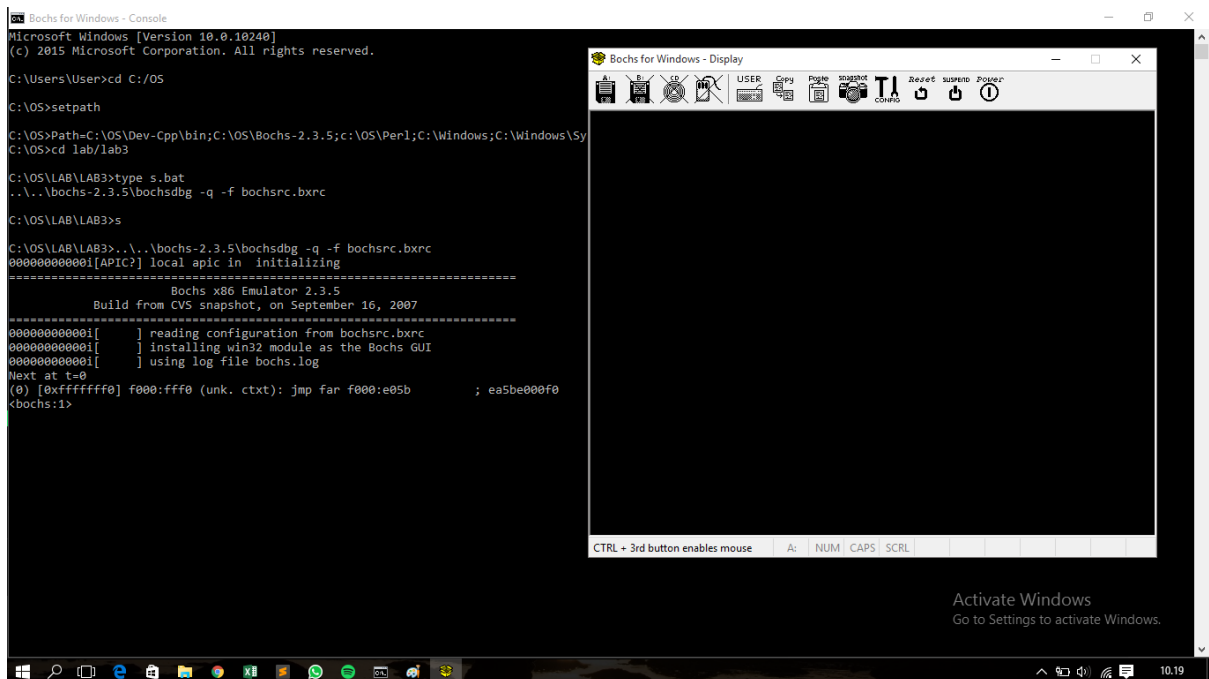 Bochs for Windows - Console
Microsoft Windows [Version 10.0.10240]
(c) 2015 Microsoft Corporation. All rights reserved.
C:\Users\User>cd C:/OS
C:\OS>setpath
C:\OS>Path=C:\OS\Dev-Cpp\bin;C:\OS\Bochs-2.3.5;c:\OS\Perl;C:\Windows;C:\Windows\Sy
C:\OS>cd lab/lab3
C:\OS\LAB\LAB3>type s.bat
..\..\bochs-2.3.5\bochsdbg -q -f bochsrc.bxrc
C:\OS\LAB\LAB3>s
C:\OS\LAB\LAB3>..\..\bochs-2.3.5\bochsdbg -q -f bochsrc.bxrc
00000000000i[APIC?] local apic in  initializing
========================================================================
Bochs x86 Emulator 2.3.5
Build from CVS snapshot, on September 16, 2007
========================================================================
00000000000i[     ] reading configuration from bochsrc.bxrc
00000000000i[     ] installing win32 module as the Bochs GUI
00000000000i[     ] using log file bochs.log
Next at t=0
(0) [0xfffffff0] f000:fff0 (unk. ctxt): jmp far f000:e05b         ; ea5be000f0
<bochs:1>
Bochs for Windows - Display
A: B: CD USER Copy Paste snapshot CONFIG Reset SUSPEND Power
CTRL + 3rd button enables mouse A: NUM CAPS SCRL
Activate Windows
Go to Settings to activate Windows.
10.19